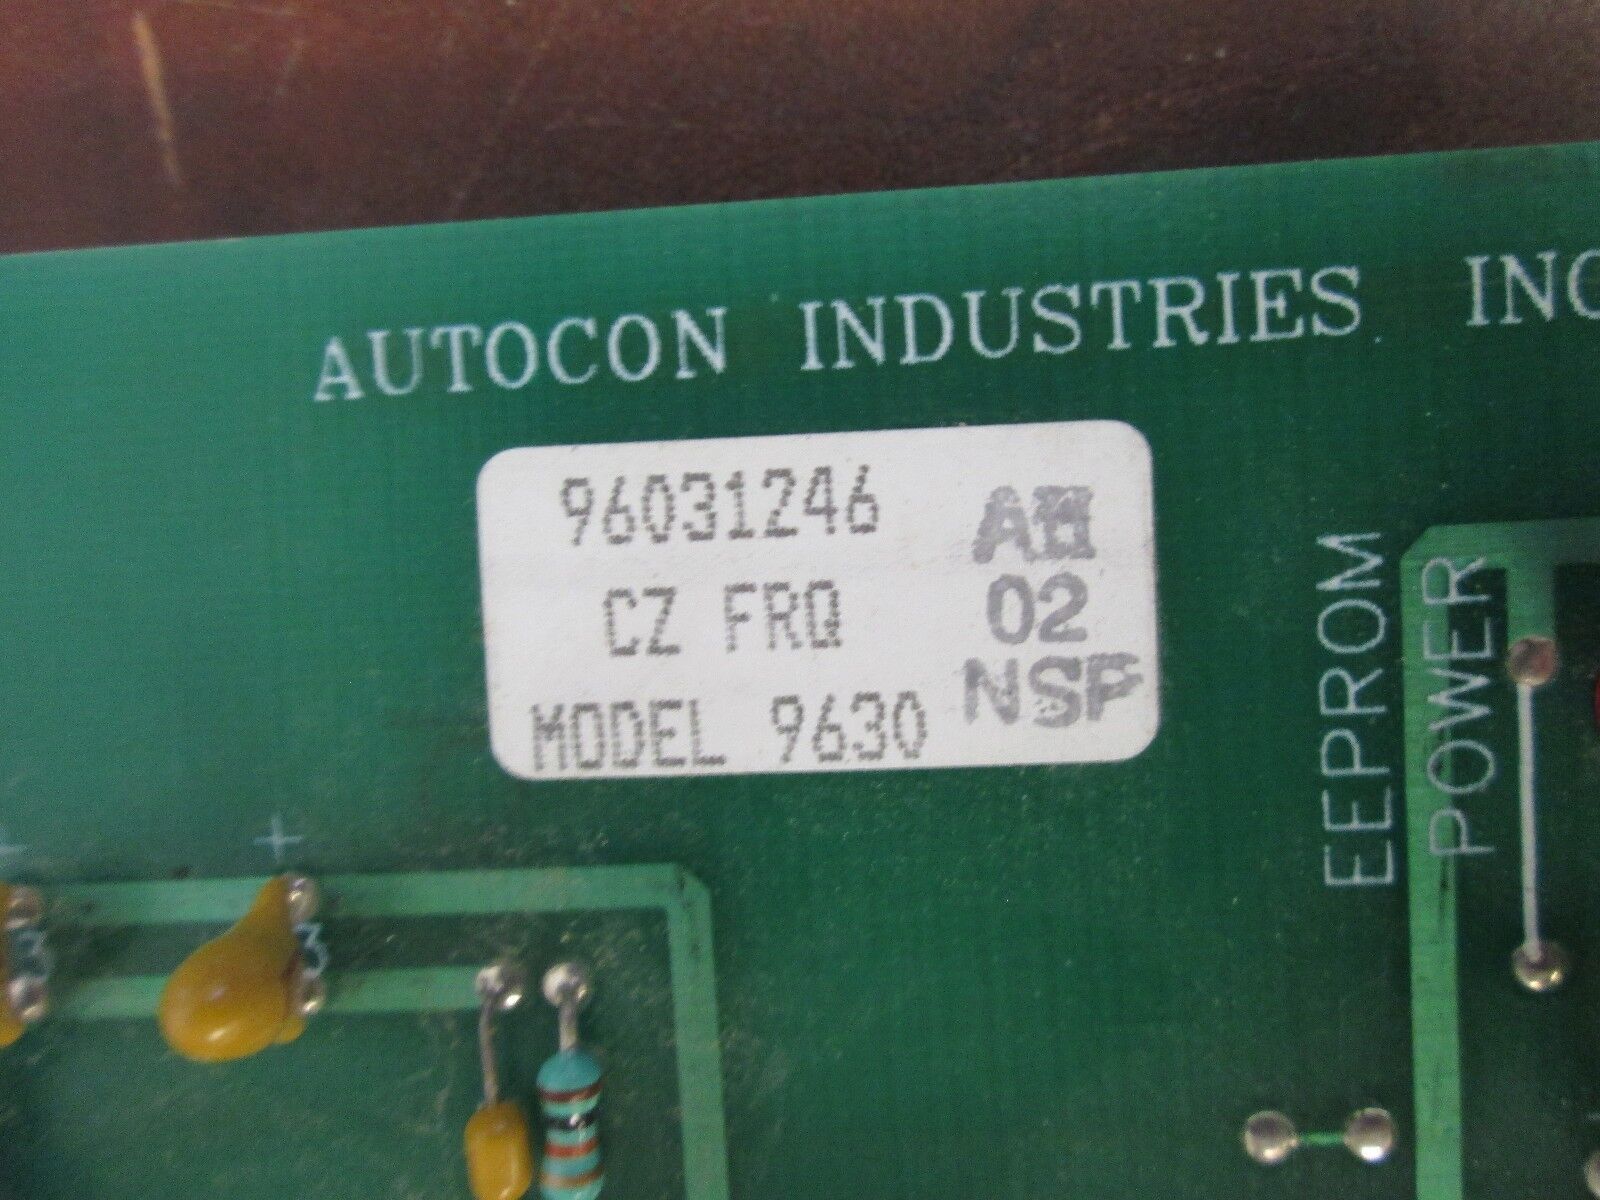 AUTOCON INDUSTRIES INC
96031246
CZ FRQ
MODEL 9630
02
NSP
EEPROM
POWER
+
+